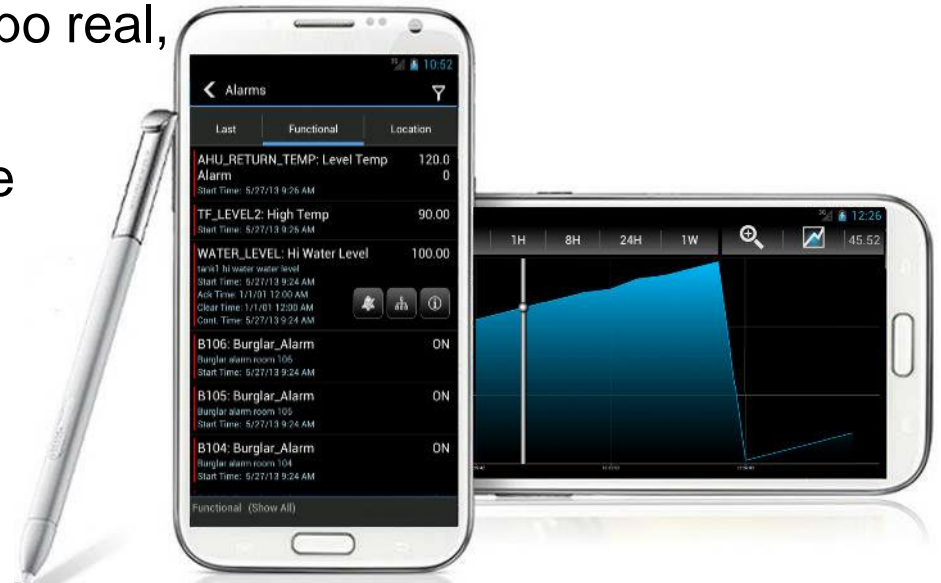 po real,
e
10:52
Alarms
Last Functional Location
AHU_RETURN_TEMP: Level Temp 120.0
Alarm 0
Start Time: 5/27/13 9:26 AM
TF_LEVEL2: High Temp 90.00
Start Time: 5/27/13 9:26 AM
WATER_LEVEL: Hi Water Level 100.00
tank1 hi water water level
Start Time: 5/27/13 9:24 AM
Ack Time: 1/1/01 12:00 AM
Clear Time: 1/1/01 12:00 AM
Cont. Time: 5/27/13 9:24 AM
B106: Burglar_Alarm ON
Burglar alarm room 106
Start Time: 5/27/13 9:24 AM
B105: Burglar_Alarm ON
Burglar alarm room 105
Start Time: 5/27/13 9:24 AM
B104: Burglar_Alarm ON
Burglar alarm room 104
Start Time: 5/27/13 9:24 AM
Functional (Show All)
12:26
1H 8H 24H 1W 45.52